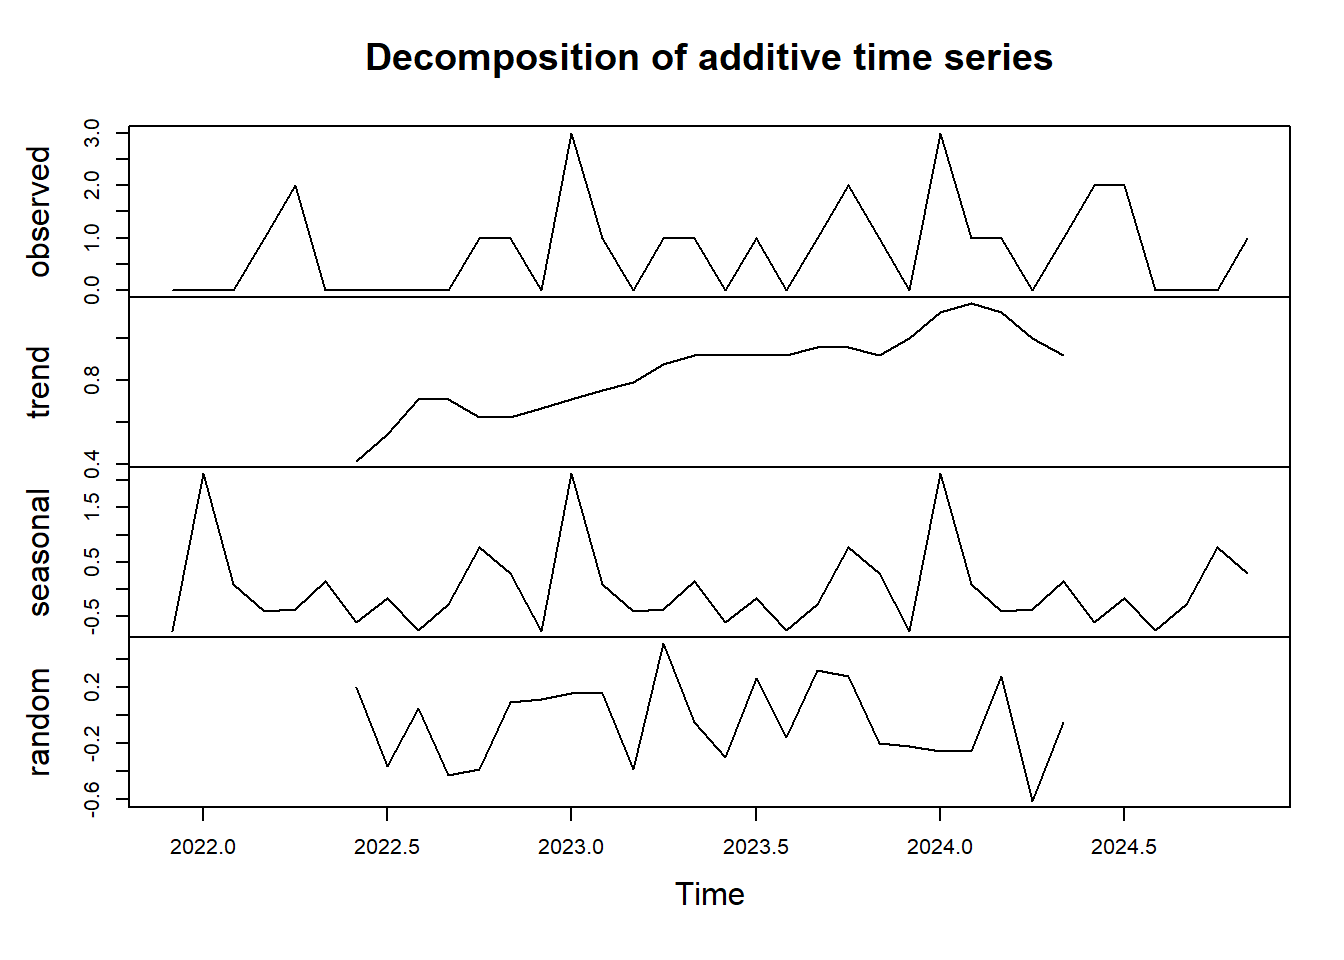 Decomposition of additive time series
observed
0.0 1.0 2.0 3.0
trend
0.4 0.8
seasonal
-0.5 0.5 1.5
random
-0.6 -0.2 0.2
2022.0 2022.5 2023.0 2023.5 2024.0 2024.5
Time